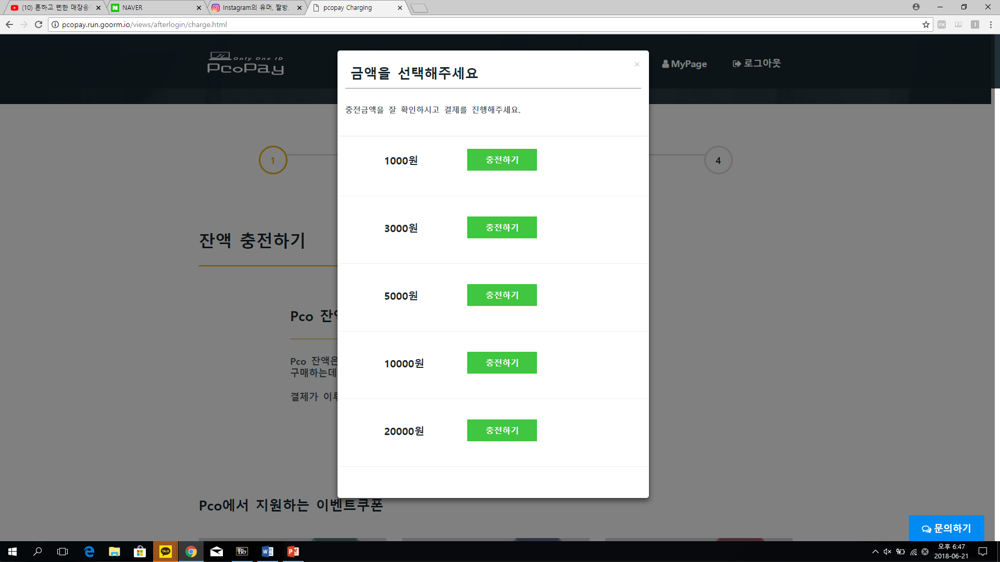 (10) 흔하고 뻔한 매장음
NAVER
Instagram의 유머, 짤방,
pcopay Charging
pcopay.run.goorm.io/views/afterlogin/charge.html
Only One ID
PcoPay
MyPage
로그아웃
금액을 선택해주세요
×
충전금액을 잘 확인하시고 결제를 진행해주세요.
1
4
1000원 충전하기
3000원 충전하기
5000원 충전하기
10000원 충전하기
20000원 충전하기
잔액 충전하기
Pco 잔액
Pco 잔액은
구매하는데
결제가 이루
Pco에서 지원하는 이벤트쿠폰
문의하기
TALK
Bb
오후 6:47
2018-06-21